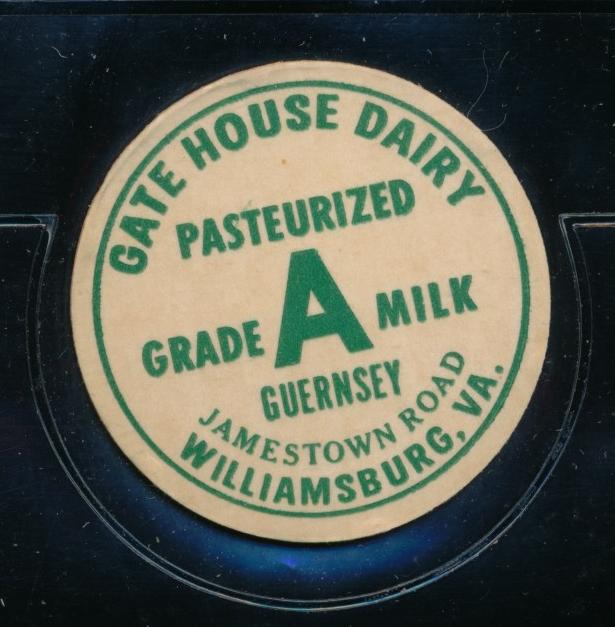 GATE HOUSE DAIRY
PASTEURIZED
GRADE A MILK
GUERNSEY
JAMESTOWN ROAD
WILLIAMSBURG, VA.